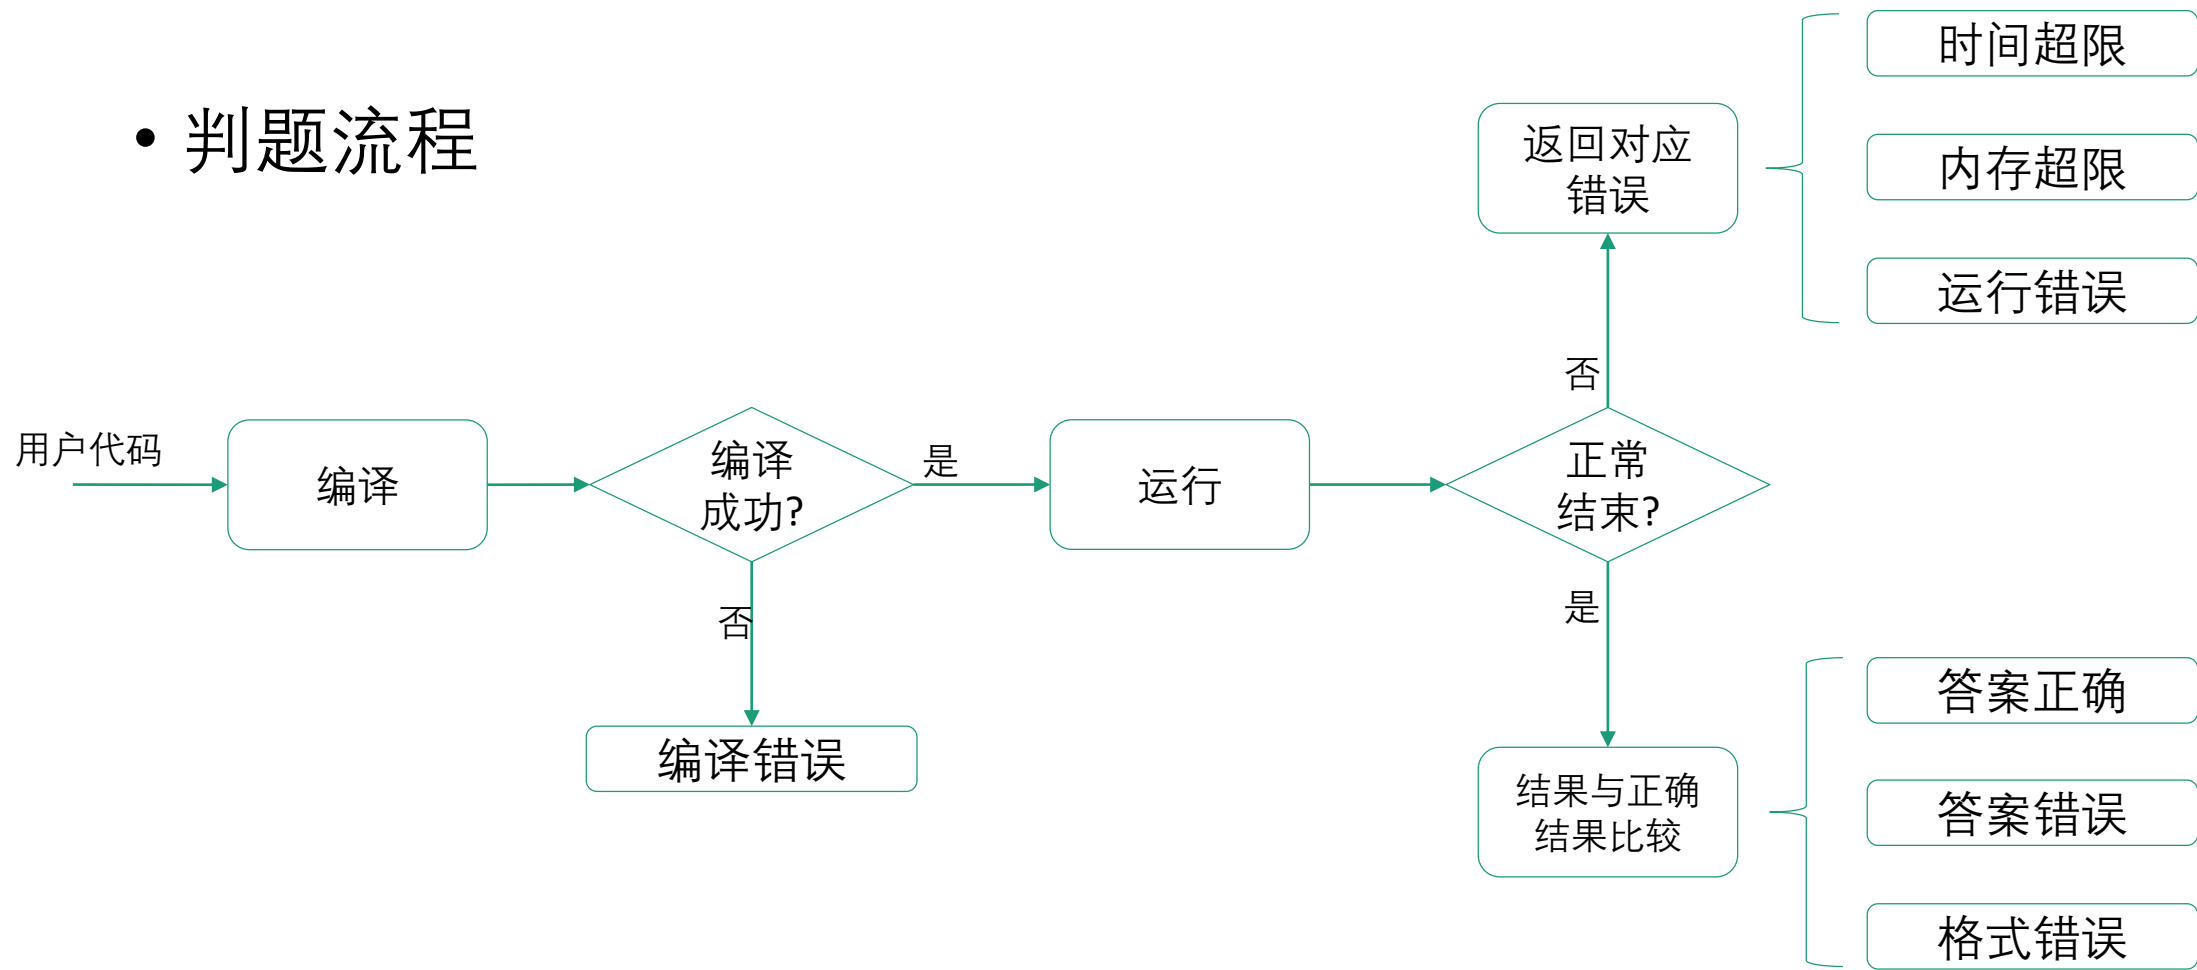 • 判题流程
时间超限
内存超限
运行错误
返回对应
错误
否
用户代码
编译
编译
成功?
是
运行
正常
结束?
否
编译错误
是
结果与正确
结果比较
答案正确
答案错误
格式错误